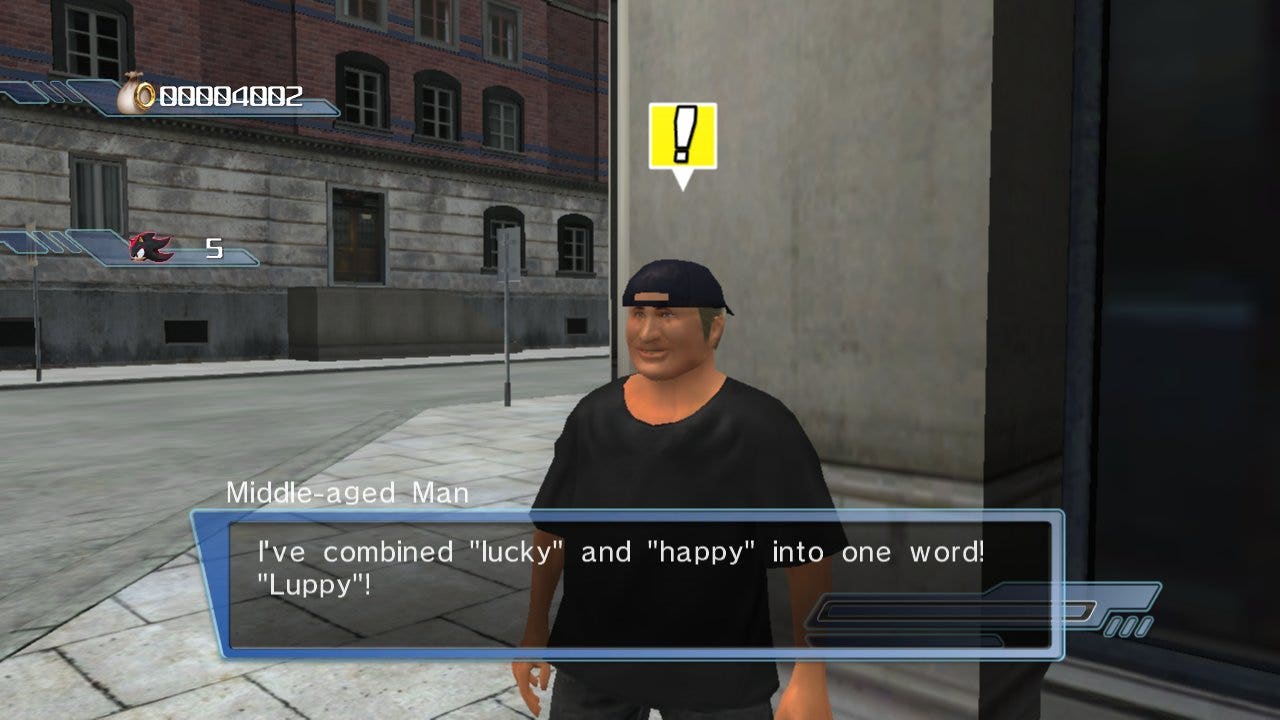 00004002
5
Middle-aged Man
I've combined "lucky" and "happy" into one word!
"Luppy"!